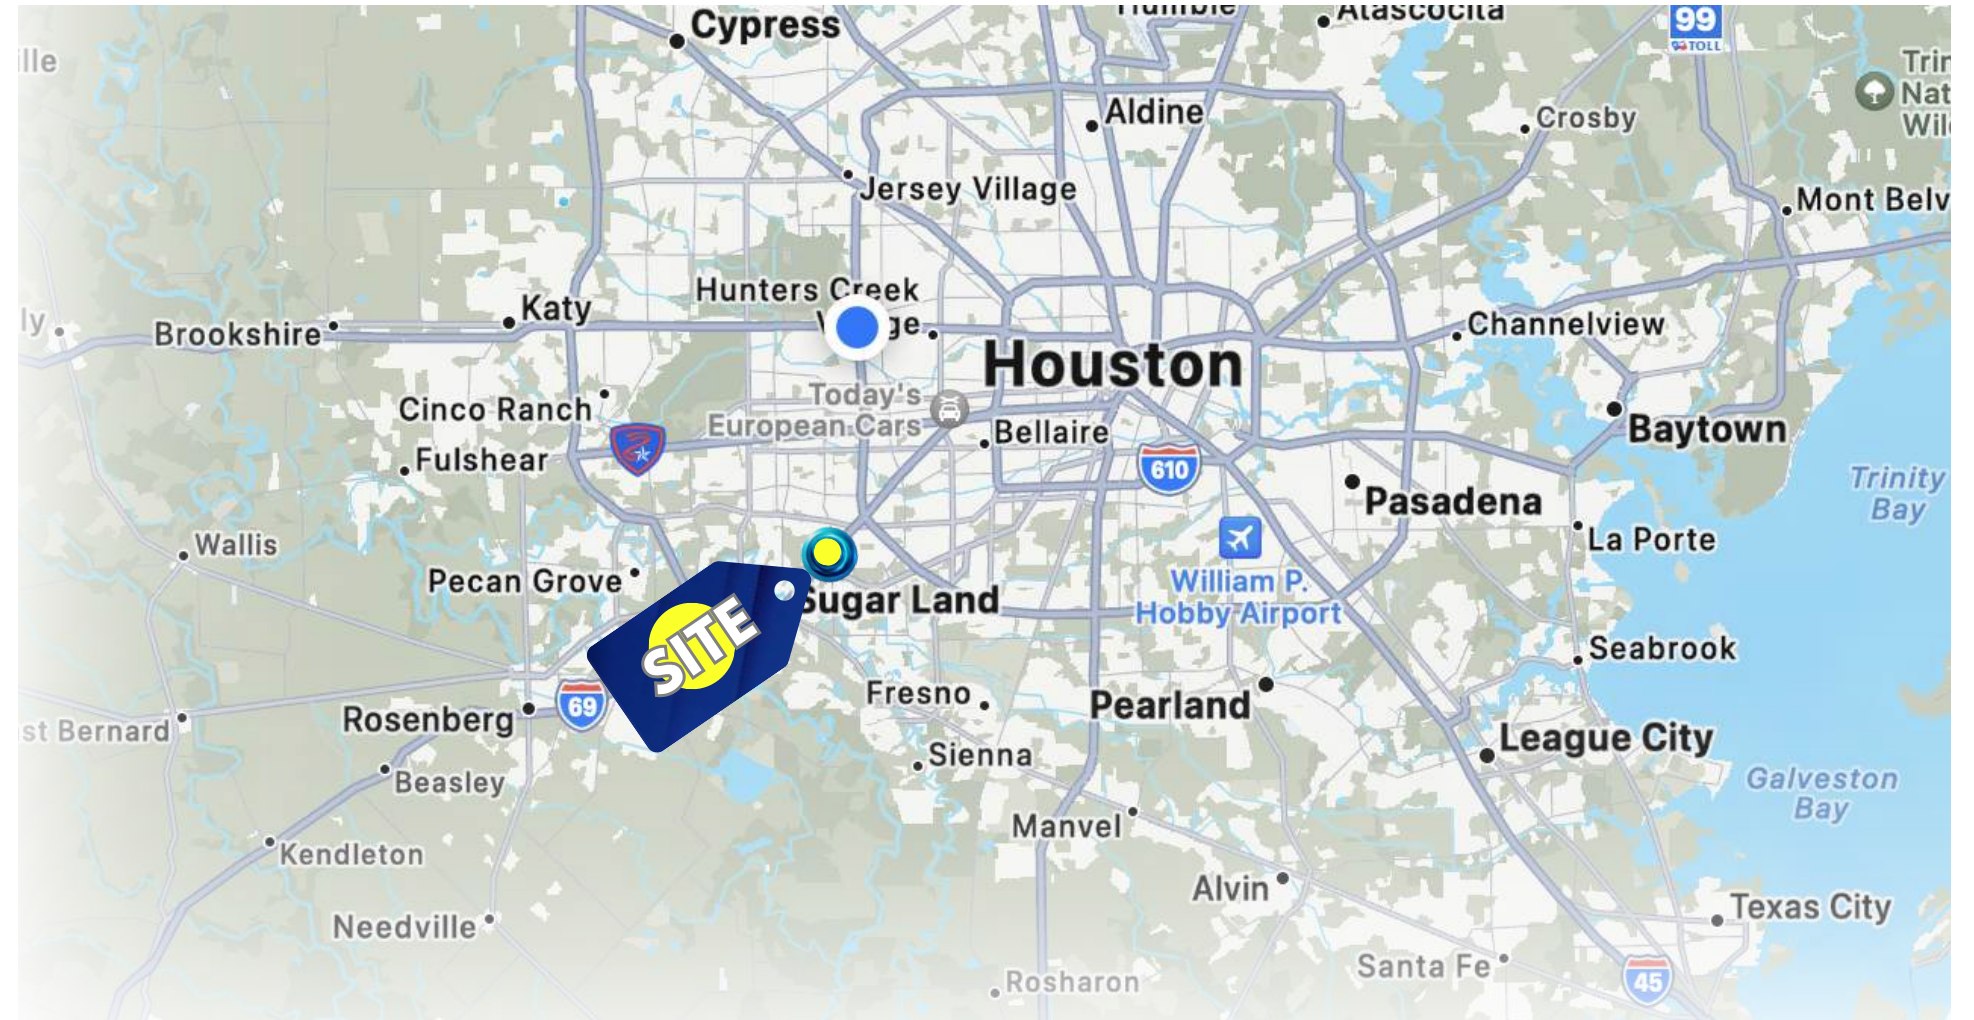 Cypress
Humble
Atascocita
99
TOLL
Aldine
Crosby
Jersey Village
Mont Belv
Hunters Creek
Katy
Brookshire
Channelview
Houston
Today's
European Cars
Cinco Ranch
Bellaire
Baytown
Fulshear
610
Trinity
Bay
Pasadena
Wallis
La Porte
Pecan Grove
William P.
Hobby Airport
Sugar Land
SITE
Seabrook
Fresno
69
Pearland
Rosenberg
st Bernard
League City
Sienna
Beasley
Galveston
Bay
Manvel
Kendleton
Alvin
Needville
Texas City
Santa Fe
Rosharon
45